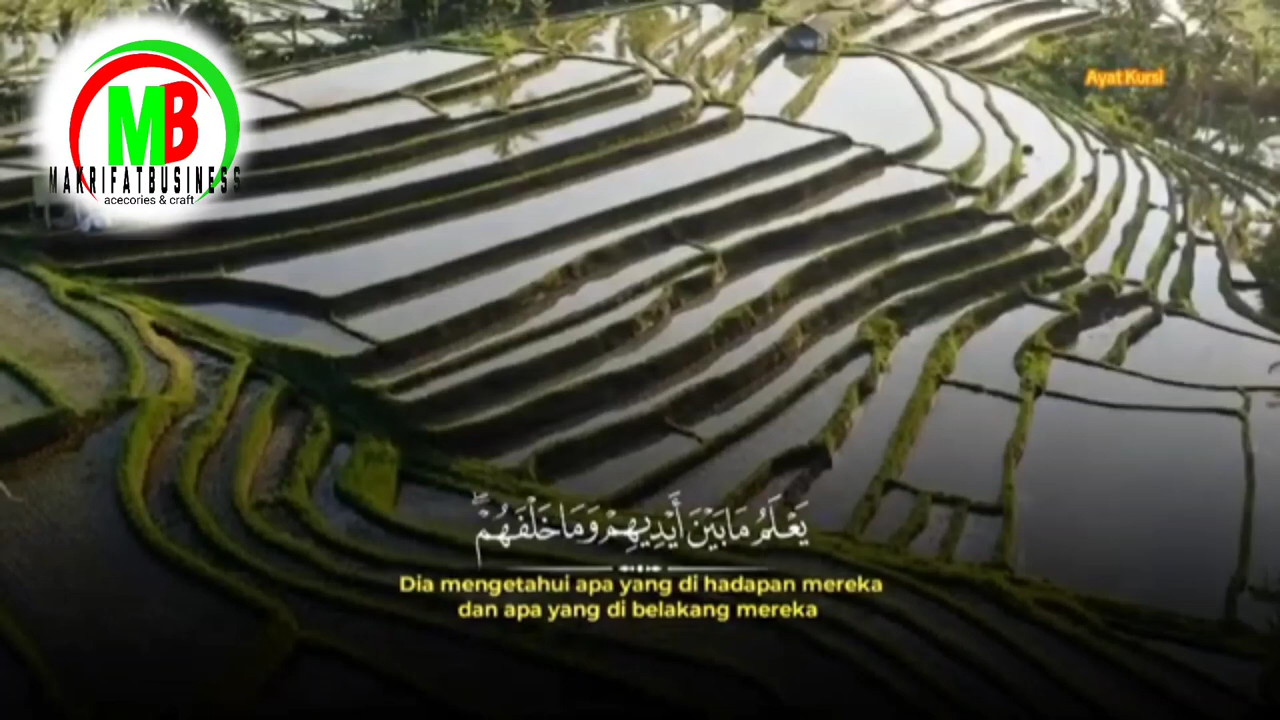 MB
MAKRIFATBUSINESS
acecories & craft
Ayat Kursi
يَعْلَمُ مَا بَيْنَ أَيْدِيهِمْ وَمَا خَلْفَهُمْ ۖ
Dia mengetahui apa yang di hadapan mereka
dan apa yang di belakang mereka